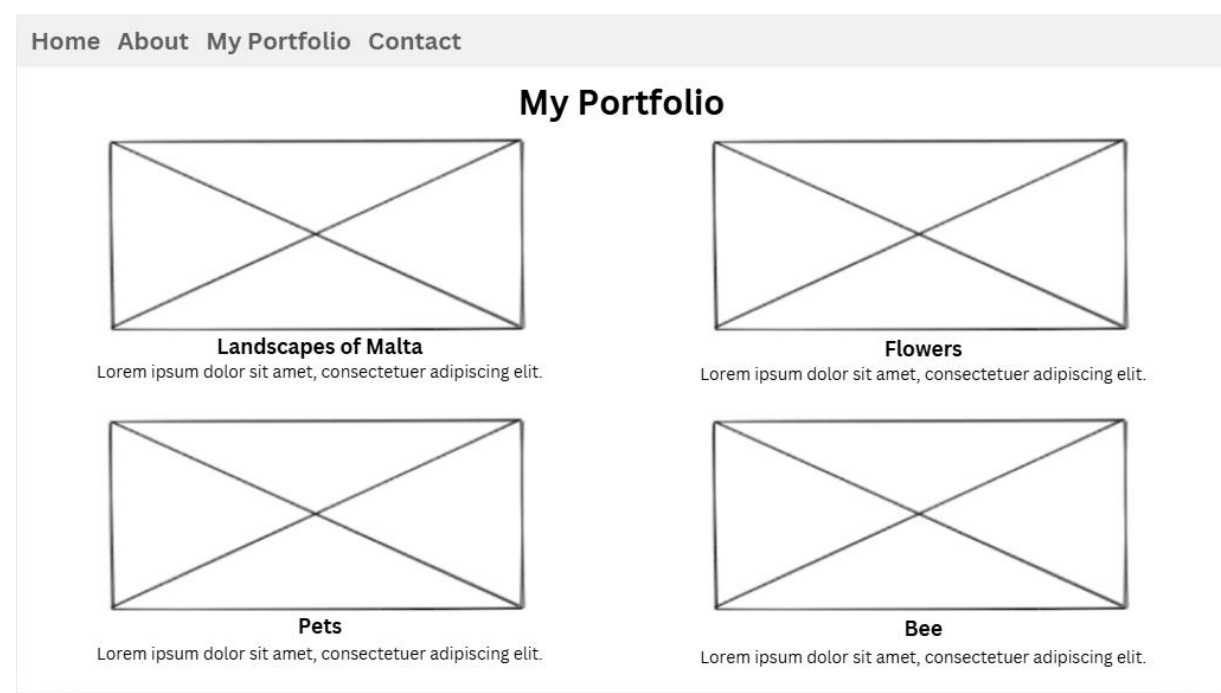 Home About My Portfolio Contact
My Portfolio
Landscapes of Malta
Lorem ipsum dolor sit amet, consectetuer adipiscing elit.
Flowers
Lorem ipsum dolor sit amet, consectetuer adipiscing elit.
Pets
Lorem ipsum dolor sit amet, consectetuer adipiscing elit.
Bee
Lorem ipsum dolor sit amet, consectetuer adipiscing elit.